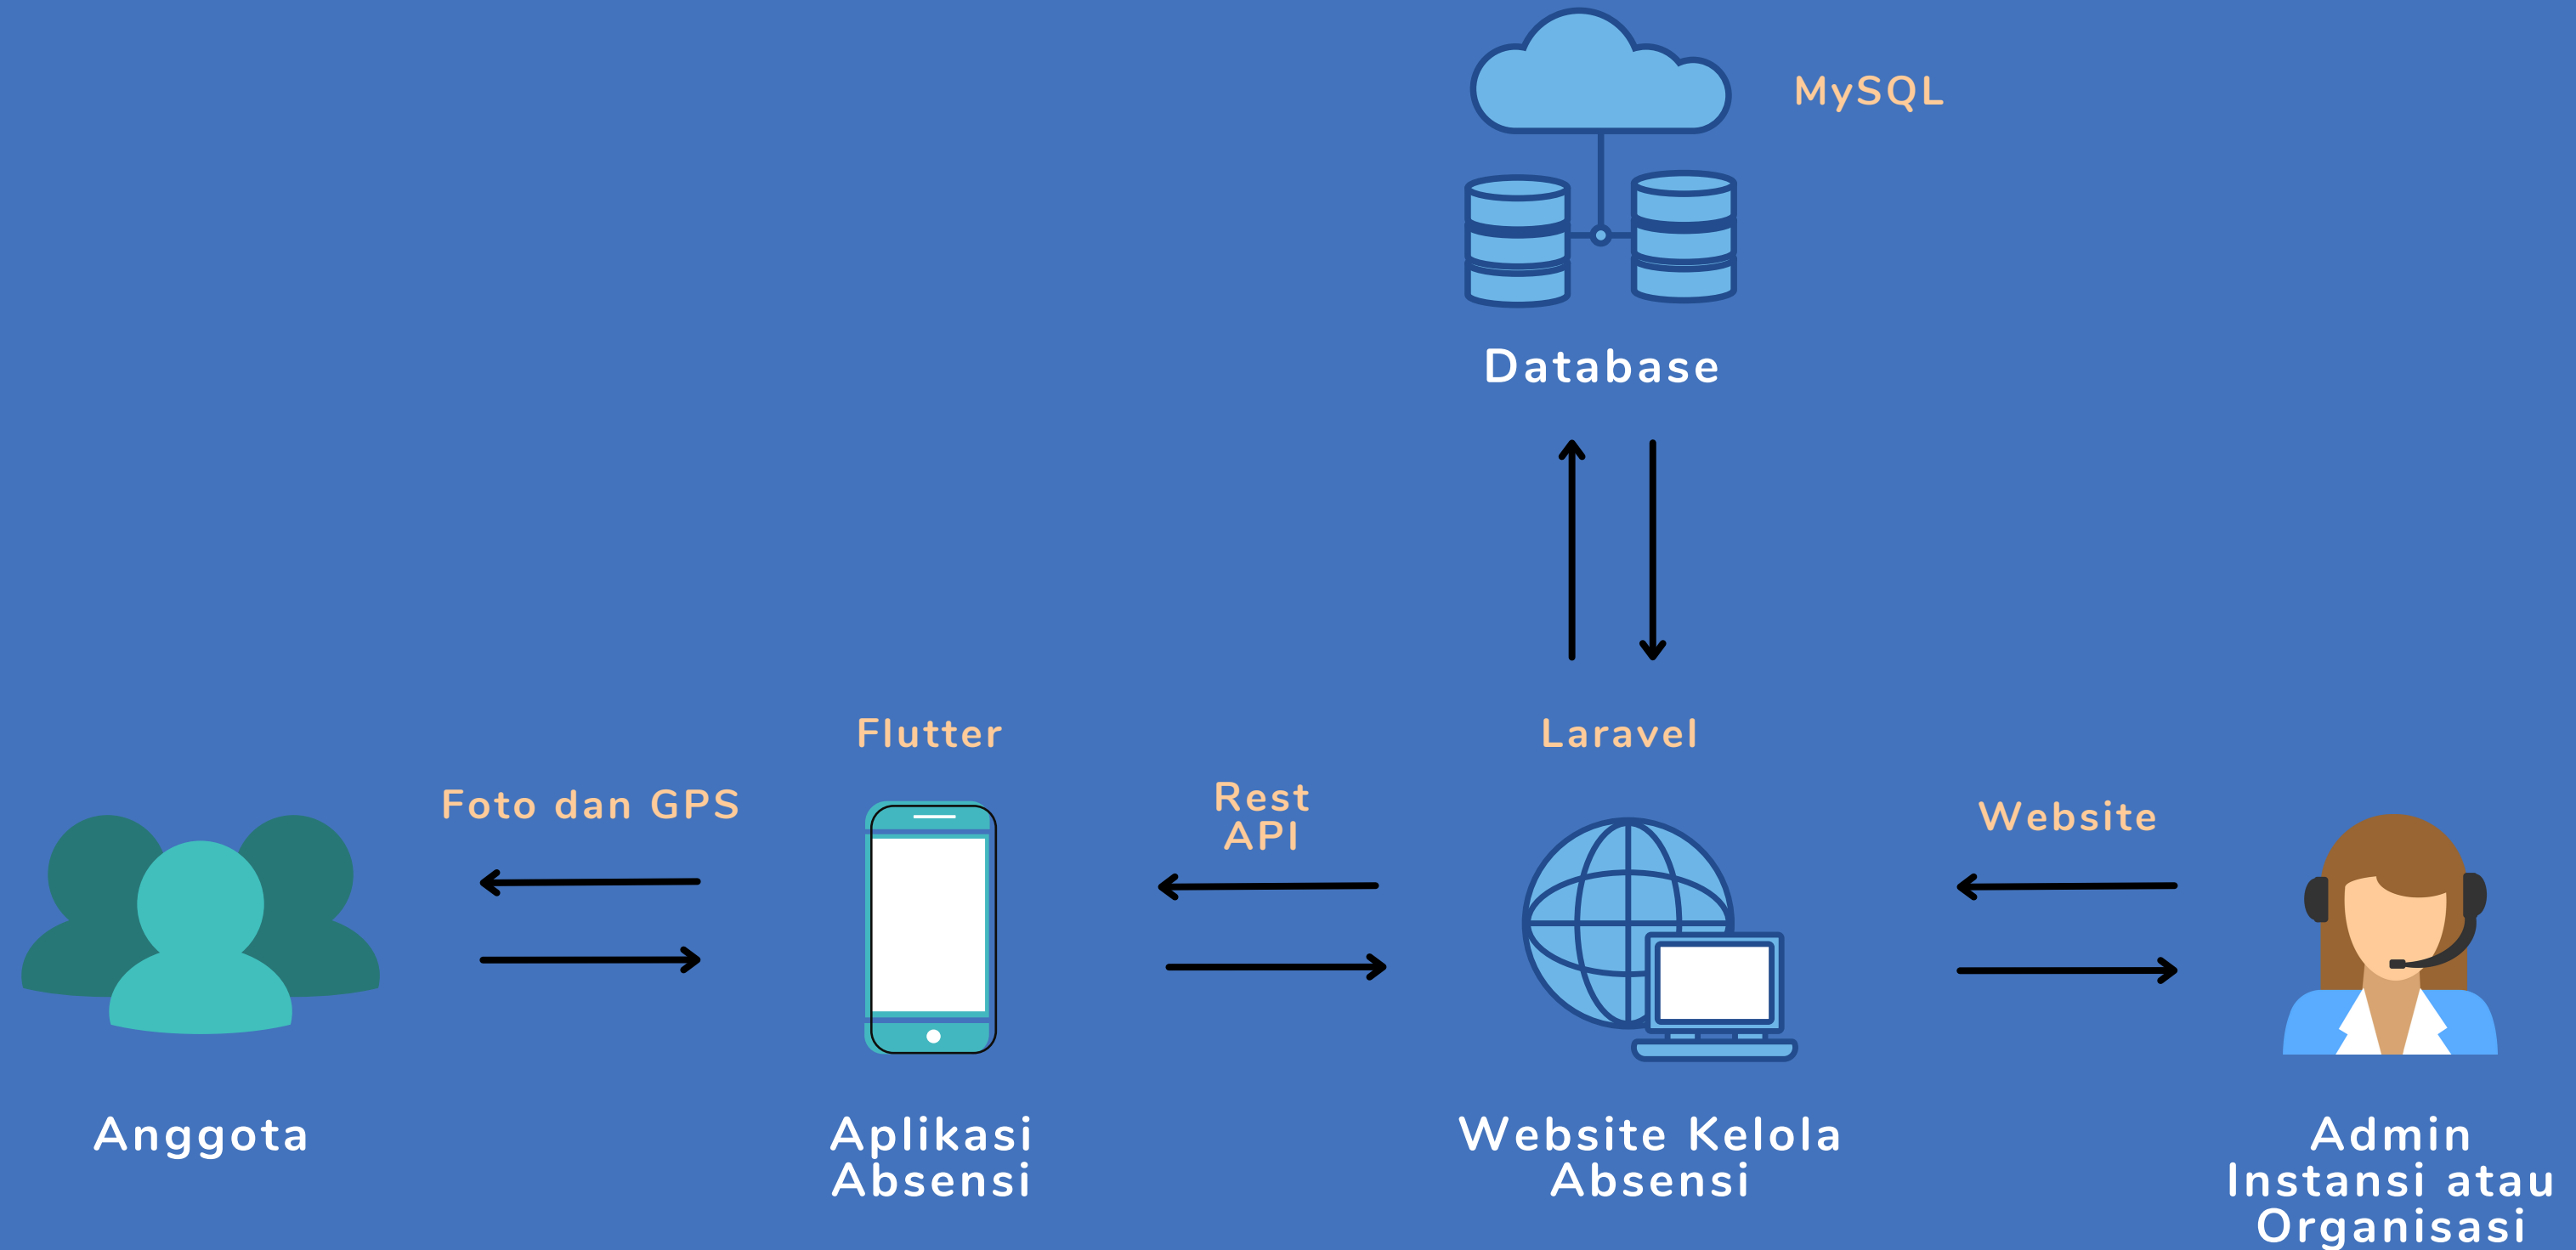 MySQL
Database
Flutter
Laravel
Foto dan GPS
Rest
API
Website
Anggota
Aplikasi
Absensi
Website Kelola
Absensi
Admin
Instansi atau
Organisasi